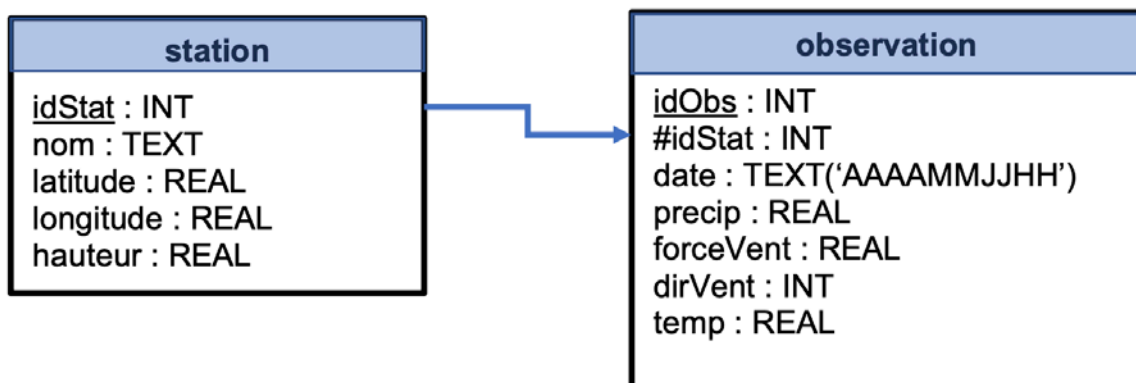 station
idStat : INT
nom : TEXT
latitude : REAL
longitude : REAL
hauteur : REAL
observation
idObs : INT
#idStat : INT
date : TEXT(‘AAAAMMJJHH’)
precip : REAL
forceVent : REAL
dirVent : INT
temp : REAL